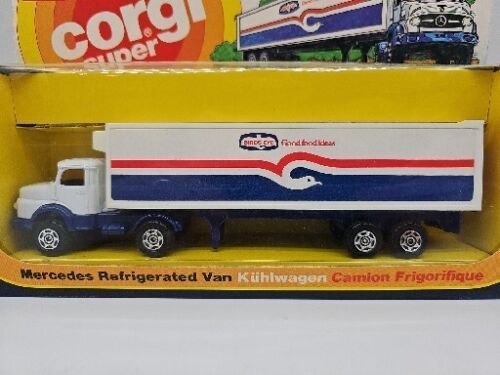 corgi
super
BIRDS EYE Good food ideas
Mercedes Refrigerated Van Kühlwagen Camion Frigorifique